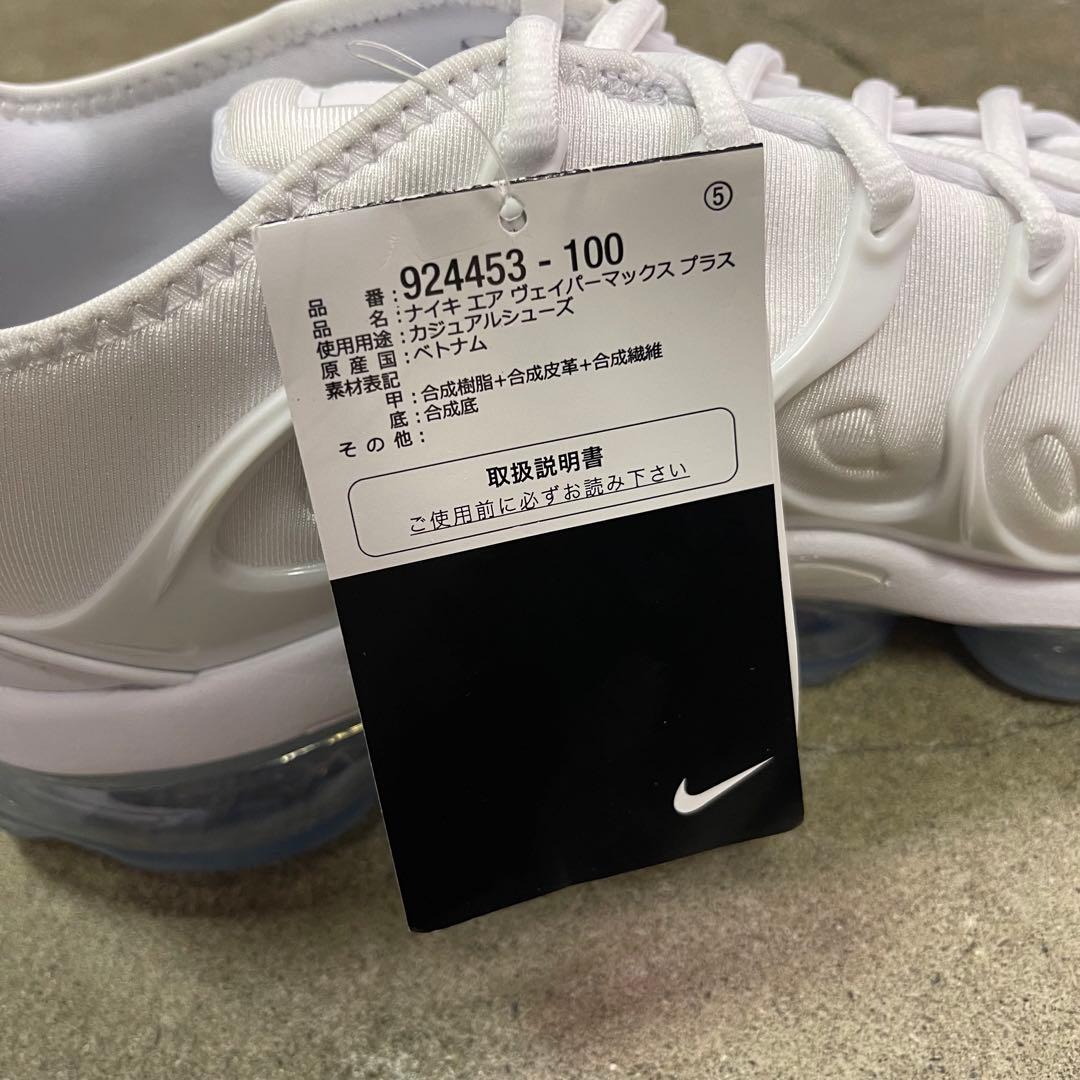 ⑤
品番：924453 - 100
品名：ナイキ エア ヴェイパーマックス プラス
使用用途：カジュアルシューズ
原産国：ベトナム
素材表記
甲：合成樹脂+合成皮革+合成繊維
底：合成底
その他：
取扱説明書
ご使用前に必ずお読み下さい